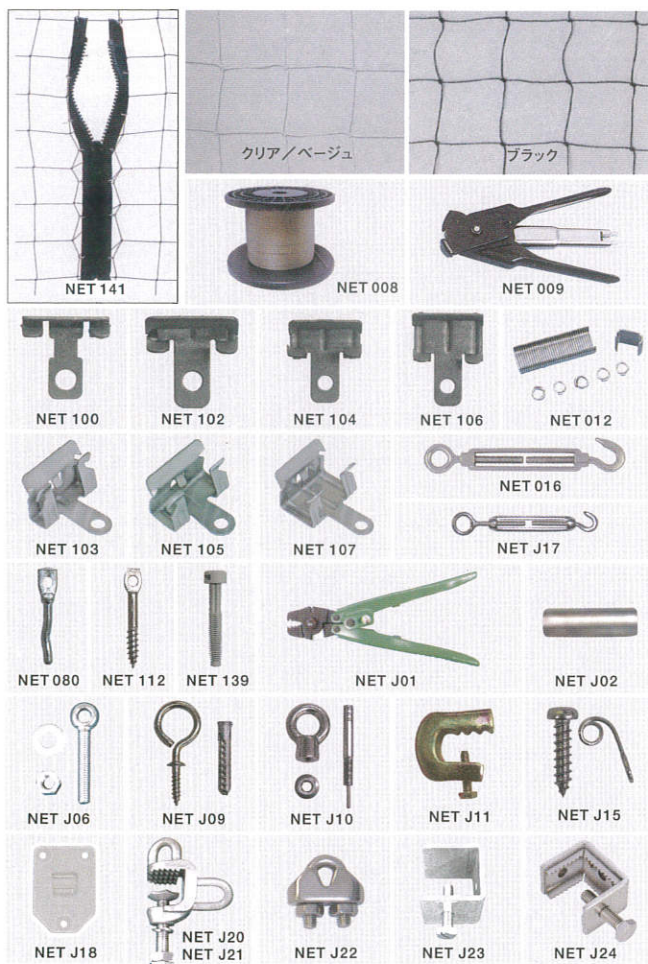 クリア／ベージュ
ブラック
NET 141
NET 008
NET 009
NET 100
NET 102
NET 104
NET 106
NET 012
NET 103
NET 105
NET 107
NET 016
NET J17
NET 080
NET 112
NET 139
NET J01
NET J02
NET J06
NET J09
NET J10
NET J11
NET J15
NET J18
NET J20
NET J21
NET J22
NET J23
NET J24